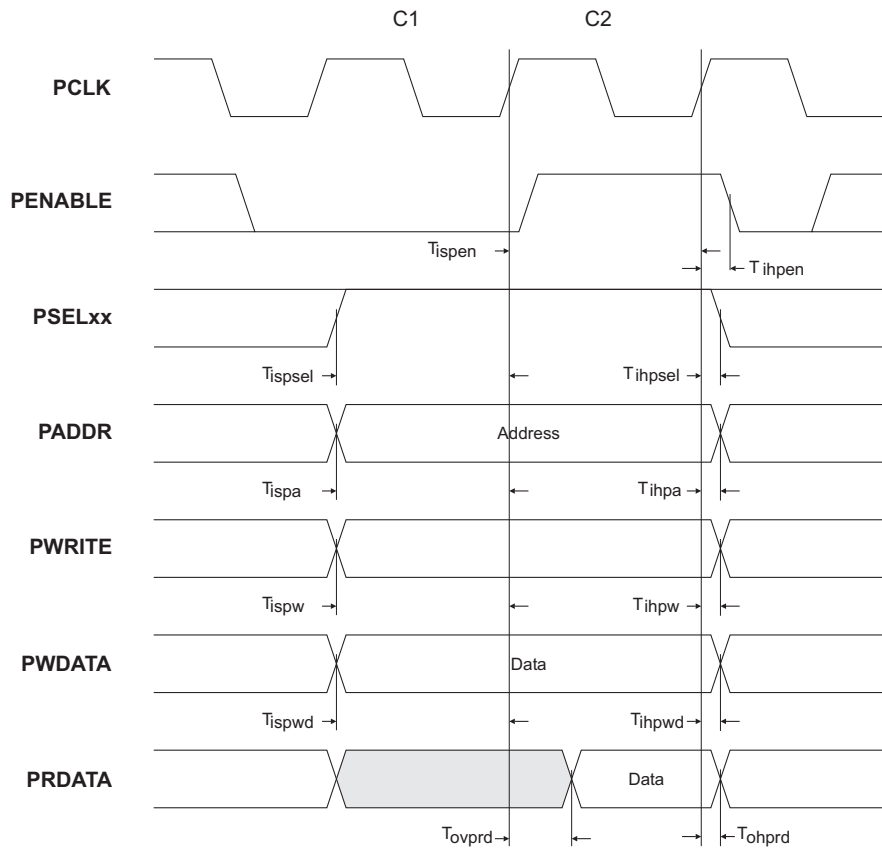 C1 C2
PCLK
PENABLE
Tispen
Tihpen
PSELxx
Tispsel Tihpsel
PADDR
Address
Tispa Tihpa
PWRITE
Tispw Tihpw
PWDATA
Data
Tispwd Tihpwd
PRDATA
Data
Tovprd Tohprd